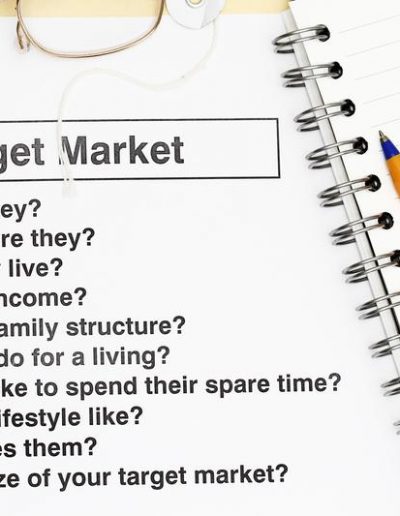 get Market
ey?
re they?
live?
ncome?
amily structure?
do for a living?
ke to spend their spare time?
ifestyle like?
es them?
ze of your target market?